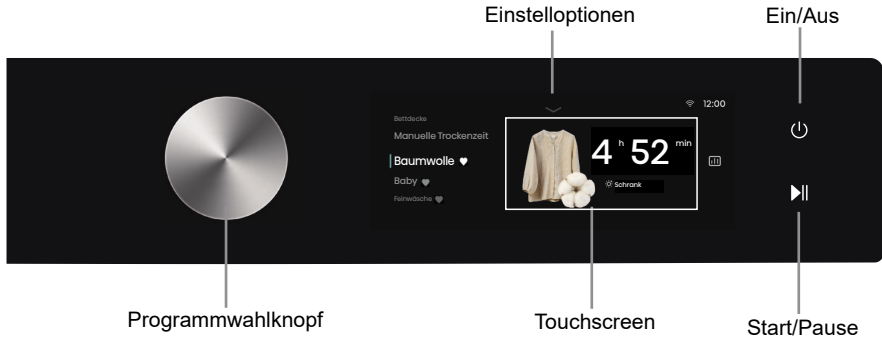 Einstelloptionen
Ein/Aus
12:00
Bettdecke
Manuelle Trockenzeit
Baumwolle
Baby
Feinwäsche
4 h 52 min
Schrank
Programmwahlknopf
Touchscreen
Start/Pause